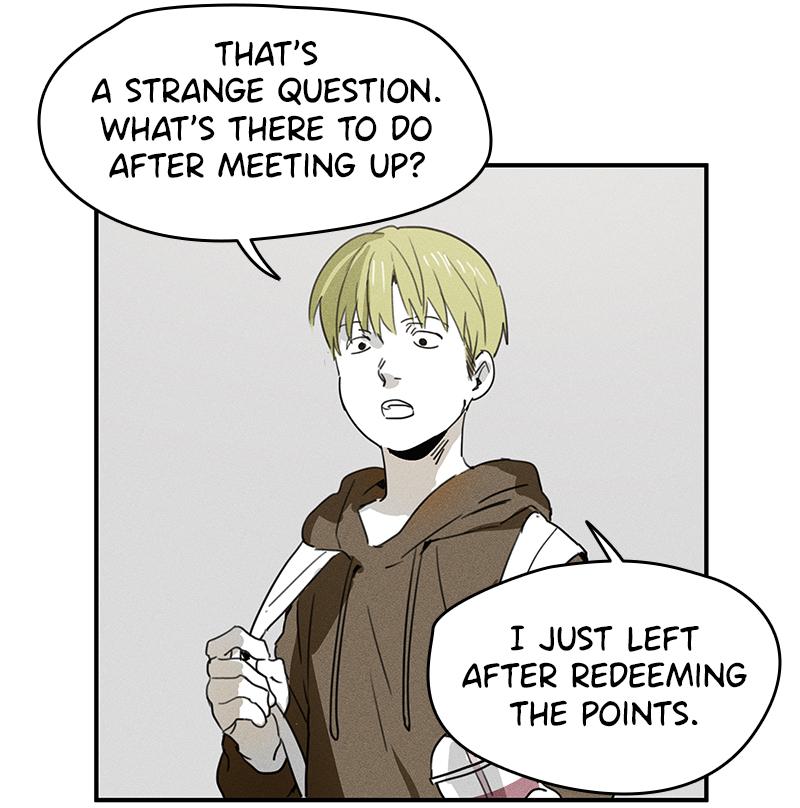 THAT'S
A STRANGE QUESTION.
WHAT'S THERE TO DO
AFTER MEETING UP?
I JUST LEFT
AFTER REDEEMING
THE POINTS.